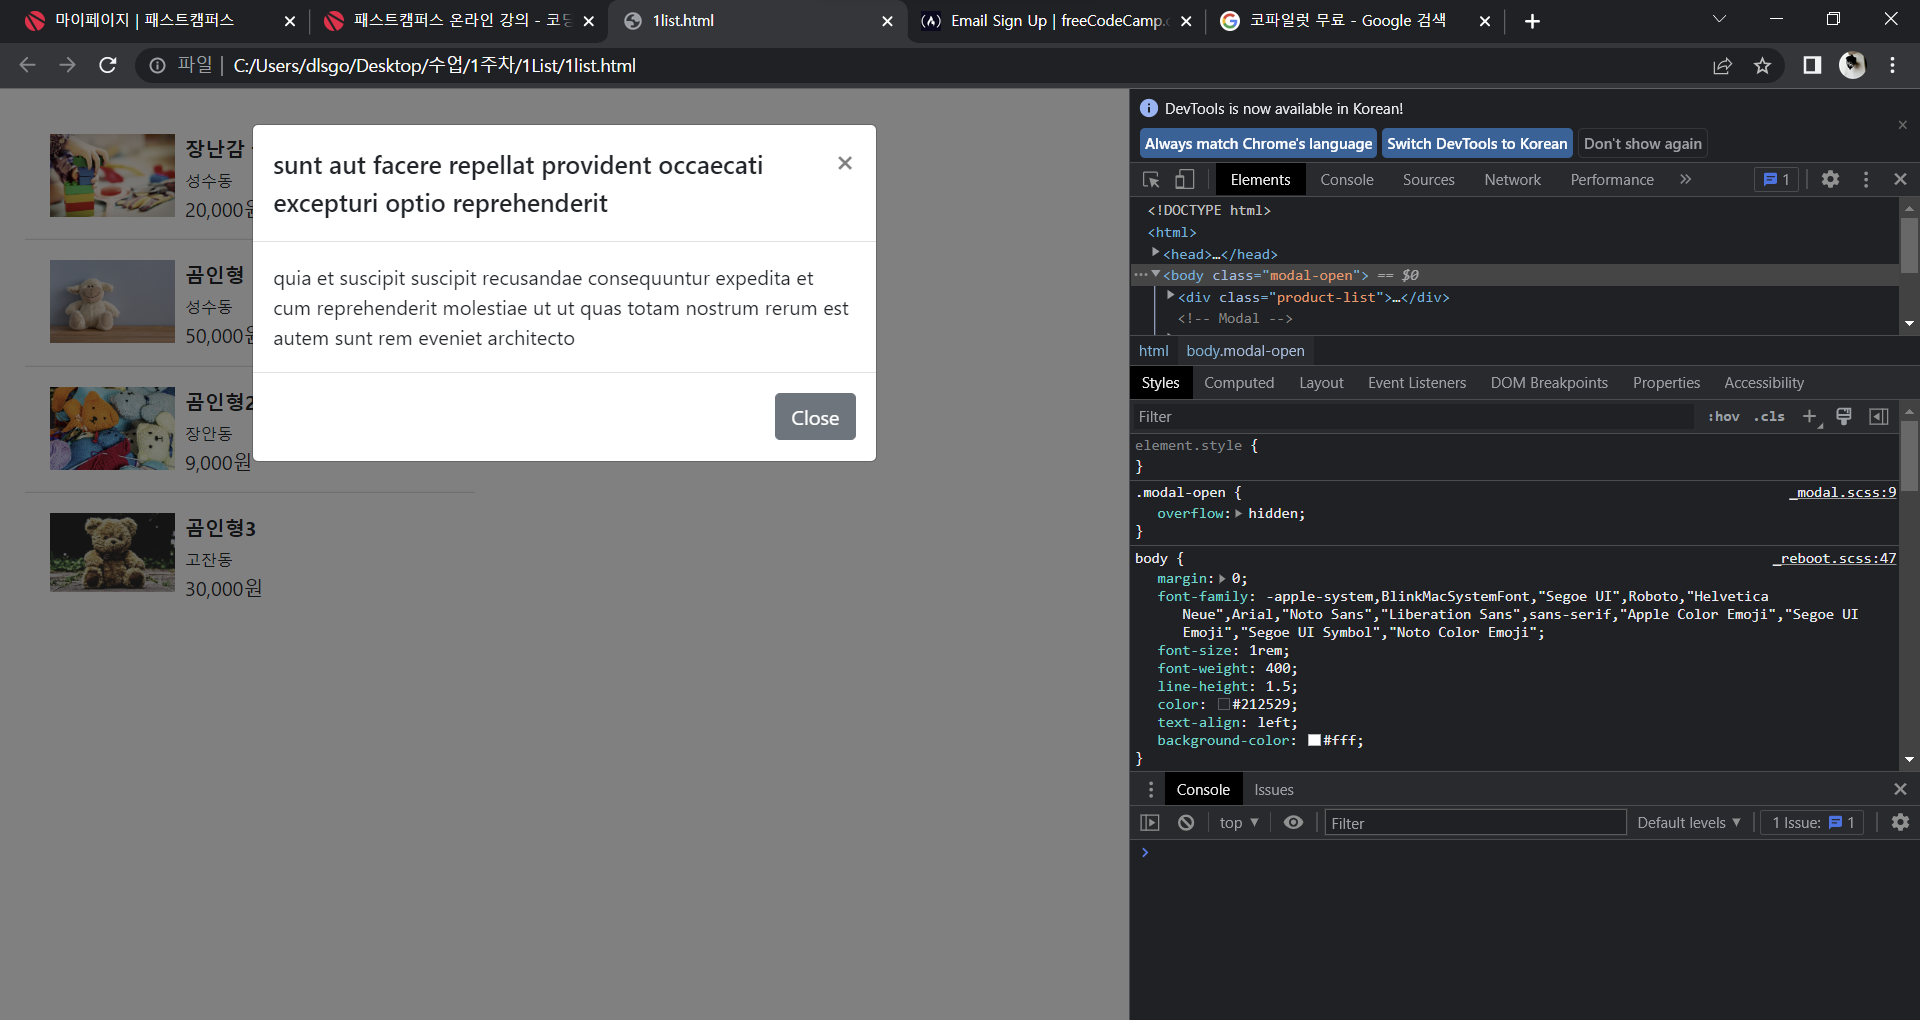 마이페이지 | 패스트캠퍼스
패스트캠퍼스 온라인 강의 - 코딩
1list.html
Email Sign Up | freeCodeCamp.o
코파일럿 무료 - Google 검색
파일 | C:/Users/dlsgo/Desktop/수업/1주차/1List/1list.html
장난감
성수동
20,000원
곰인형
성수동
50,000원
곰인형2
장안동
9,000원
곰인형3
고잔동
30,000원
sunt aut facere repellat provident occaecati
excepturi optio reprehenderit
×
quia et suscipit suscipit recusandae consequuntur expedita et
cum reprehenderit molestiae ut ut quas totam nostrum rerum est
autem sunt rem eveniet architecto
Close
DevTools is now available in Korean!
Always match Chrome's language Switch DevTools to Korean Don't show again
Elements Console Sources Network Performance » 1
<!DOCTYPE html>
<html>
<head>…</head>
<body class="modal-open"> == $0
<div class="product-list">…</div>
<!-- Modal -->
html body.modal-open
Styles Computed Layout Event Listeners DOM Breakpoints Properties Accessibility
Filter :hov .cls
element.style {
}
.modal-open { _modal.scss:9
overflow: hidden;
}
body { _reboot.scss:47
margin: 0;
font-family: -apple-system,BlinkMacSystemFont,"Segoe UI",Roboto,"Helvetica
Neue",Arial,"Noto Sans","Liberation Sans",sans-serif,"Apple Color Emoji","Segoe UI
Emoji","Segoe UI Symbol","Noto Color Emoji";
font-size: 1rem;
font-weight: 400;
line-height: 1.5;
color: #212529;
text-align: left;
background-color: #fff;
}
Console Issues
top Filter Default levels 1 Issue: 1